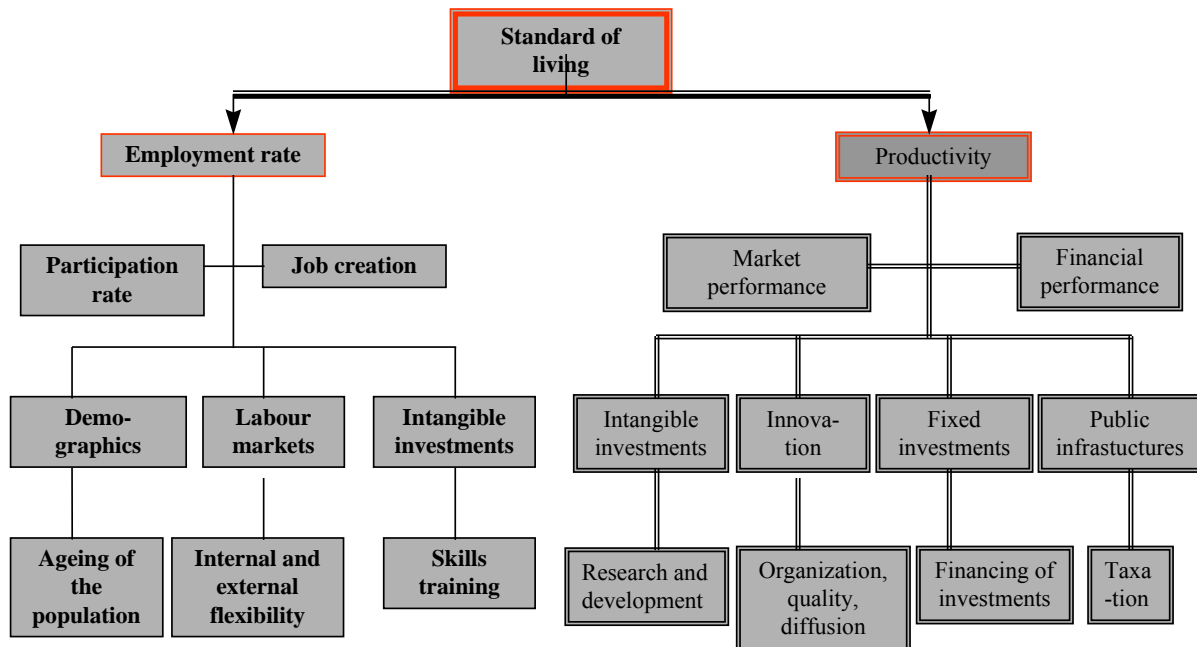 Standard of
living
Employment rate
Productivity
Participation
rate
Job creation
Market
performance
Financial
performance
Demo-
graphics
Labour
markets
Intangible
investments
Intangible
investments
Innova-
tion
Fixed
investments
Public
infrastuctures
Ageing of
the
population
Internal and
external
flexibility
Skills
training
Research and
development
Organization,
quality,
diffusion
Financing of
investments
Taxa
-tion